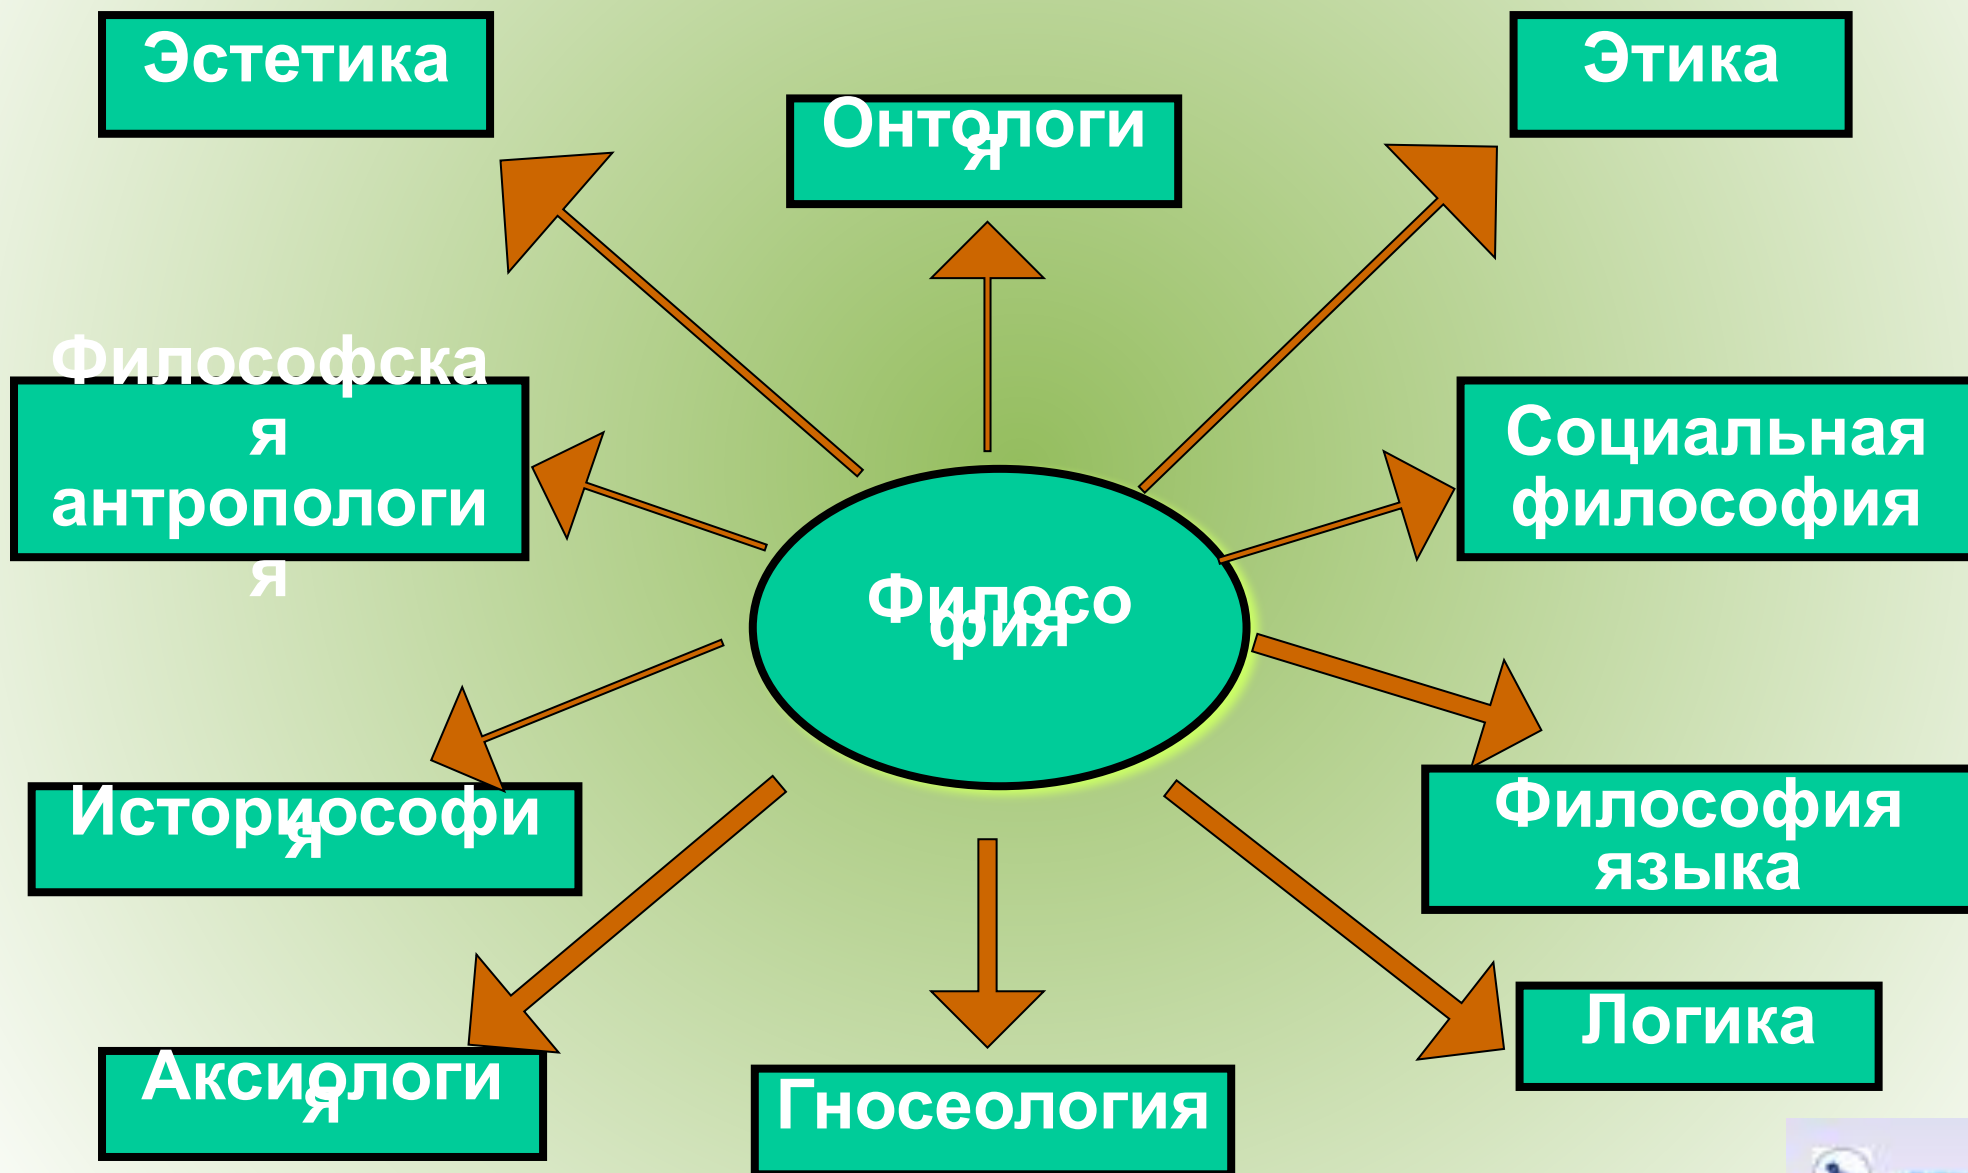 Эстетика
Этика
Онтологи
я
Философска
я
антропологи
я
Социальная
философия
Филосо
фия
Историософи
я
Философия
языка
Логика
Аксиологи
я
Гносеология